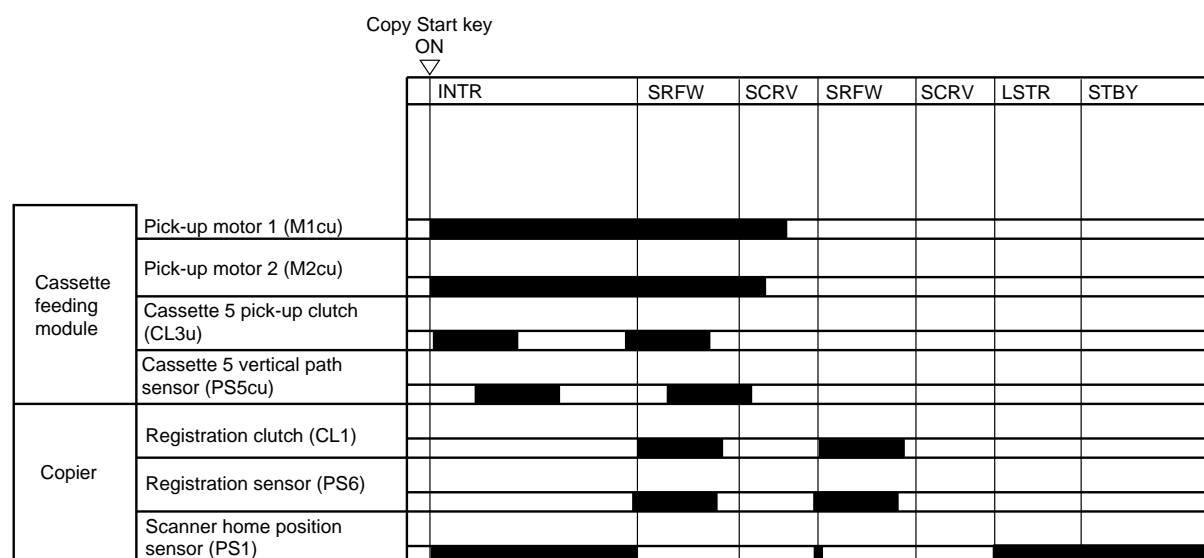 Copy Start key
ON
INTR SRFW SCRV SRFW SCRV LSTR STBY
Cassette
feeding
module
Pick-up motor 1 (M1cu)
Pick-up motor 2 (M2cu)
Cassette 5 pick-up clutch
(CL3u)
Cassette 5 vertical path
sensor (PS5cu)
Copier
Registration clutch (CL1)
Registration sensor (PS6)
Scanner home position
sensor (PS1)